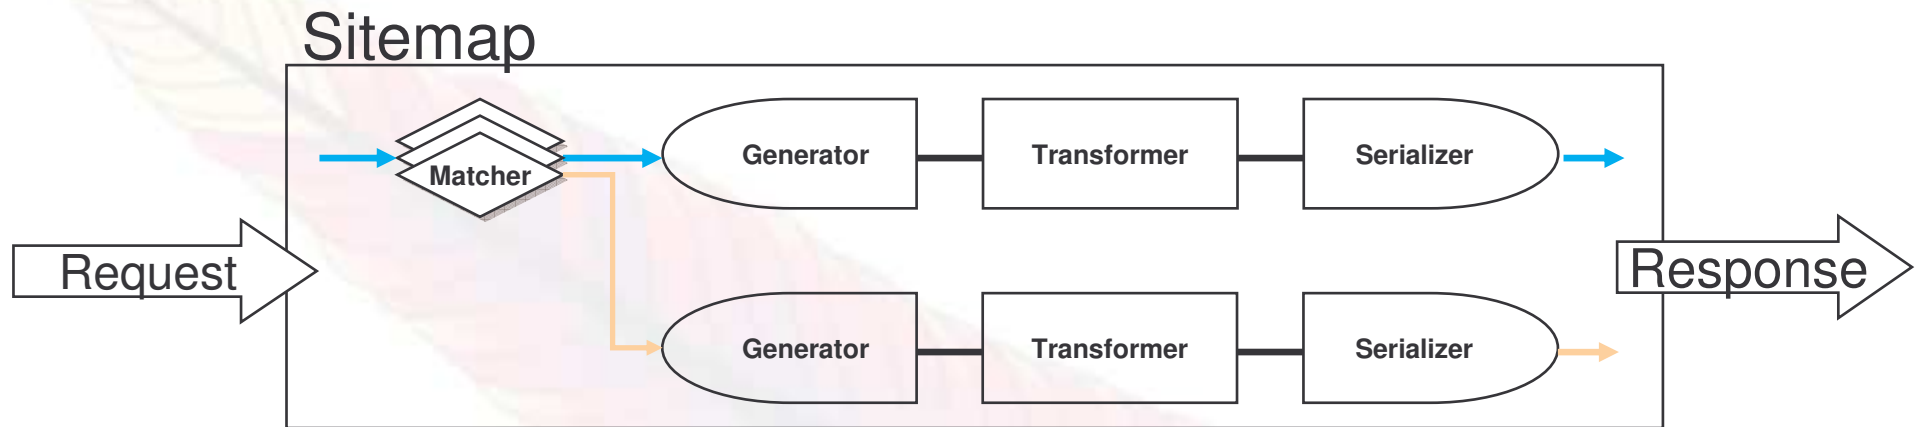 Sitemap
Generator
Transformer
Serializer
Matcher
Request
Response
Generator
Transformer
Serializer